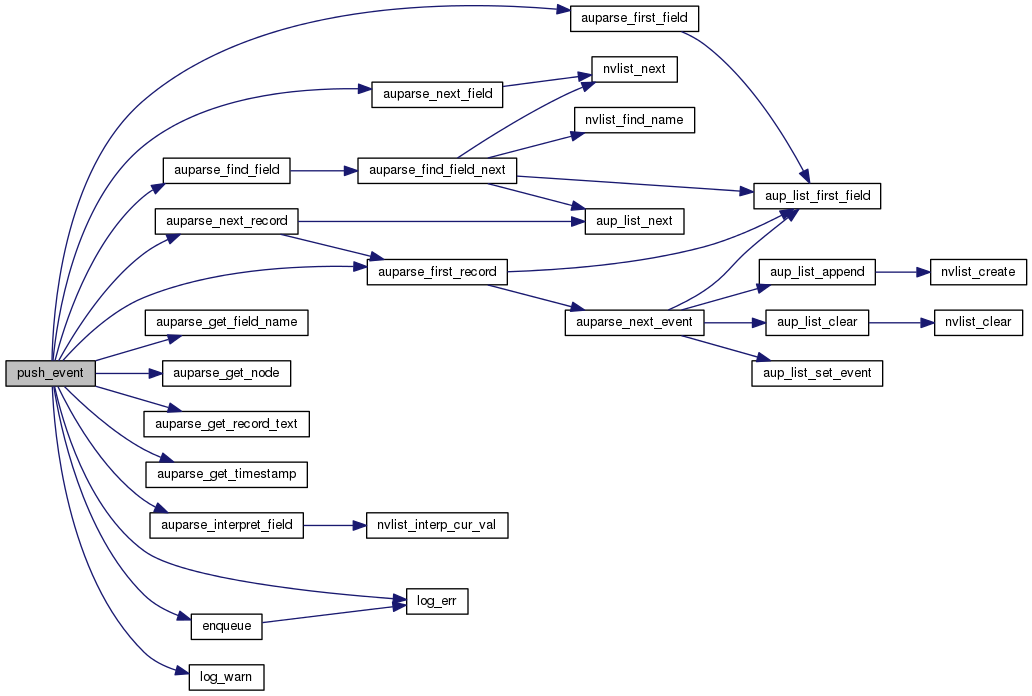 auparse_first_field
nvlist_next
auparse_next_field
nvlist_find_name
auparse_find_field
auparse_find_field_next
aup_list_first_field
auparse_next_record
aup_list_next
auparse_first_record
aup_list_append
nvlist_create
auparse_get_field_name
auparse_next_event
aup_list_clear
nvlist_clear
push_event
auparse_get_node
aup_list_set_event
auparse_get_record_text
auparse_get_timestamp
auparse_interpret_field
nvlist_interp_cur_val
log_err
enqueue
log_warn